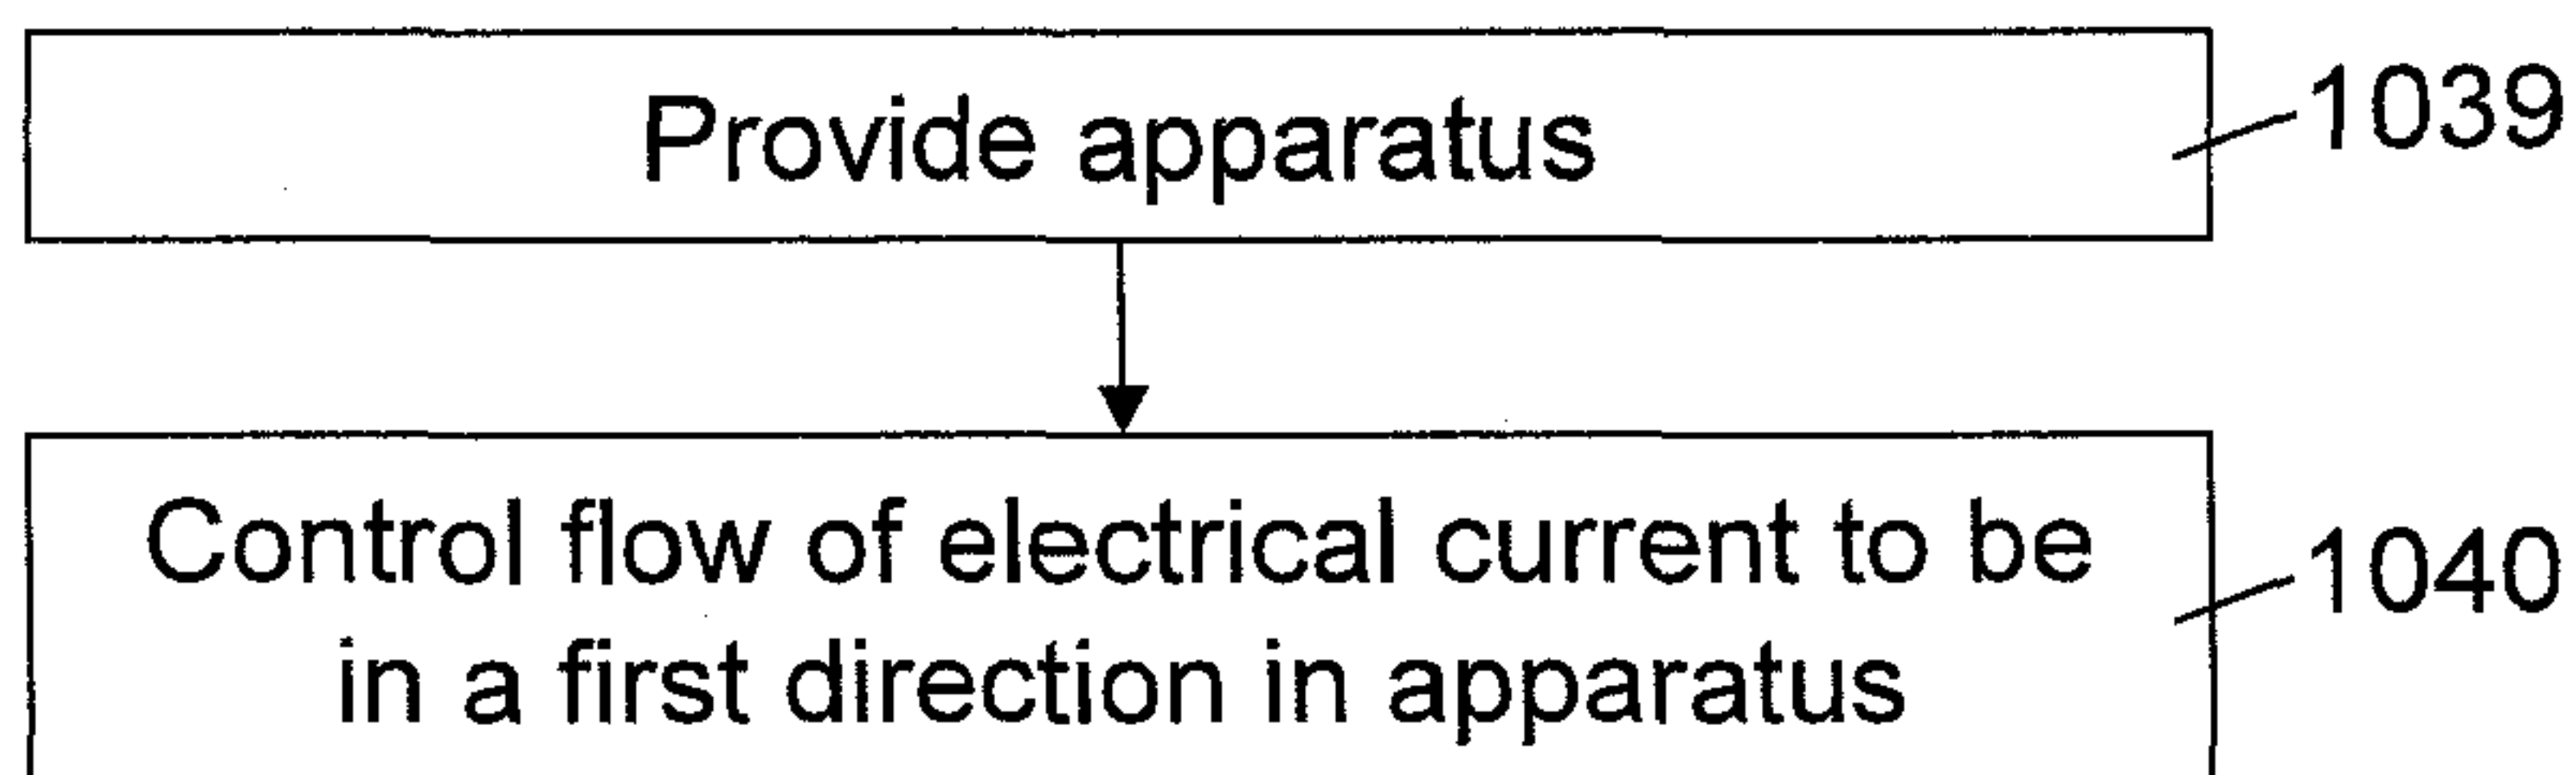 Provide apparatus
1039
Control flow of electrical current to be
in a first direction in apparatus
1040